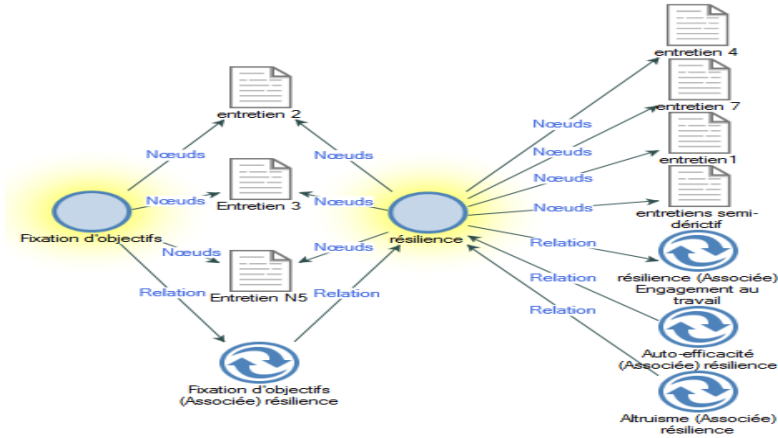 entretien 4
entretien 2
Nœuds
entretien 7
Nœuds
Nœuds
Nœuds
entretien 1
Nœuds
Nœuds
Entretien 3
Nœuds
Nœuds
entretiens semi-
dérictif
Fixation d'objectifs
résilience
Nœuds
Nœuds
Relation
résilience (Associée)
Engagement au
travail
Relation
Entretien N5
Relation
Relation
Relation
Auto-efficacité
(Associée) résilience
Fixation d'objectifs
(Associée) résilience
Altruisme (Associée)
résilience